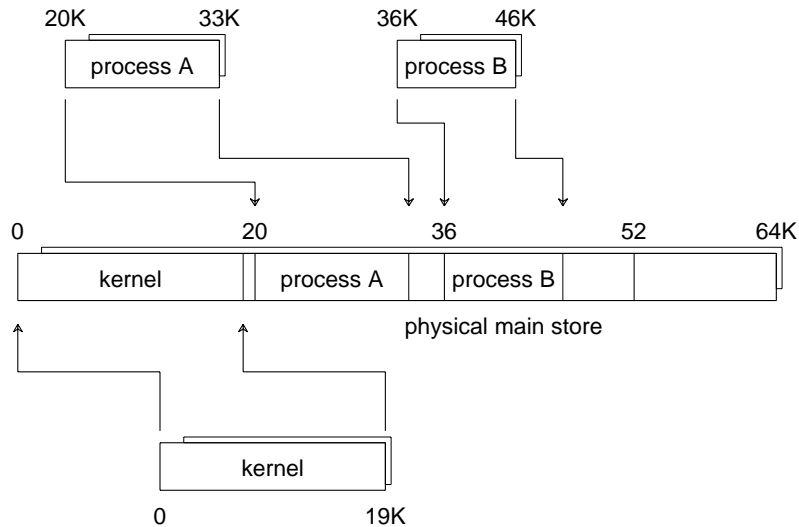 20K 33K 36K 46K
process A process B
0 20 36 52 64K
kernel process A process B
physical main store
kernel
0 19K